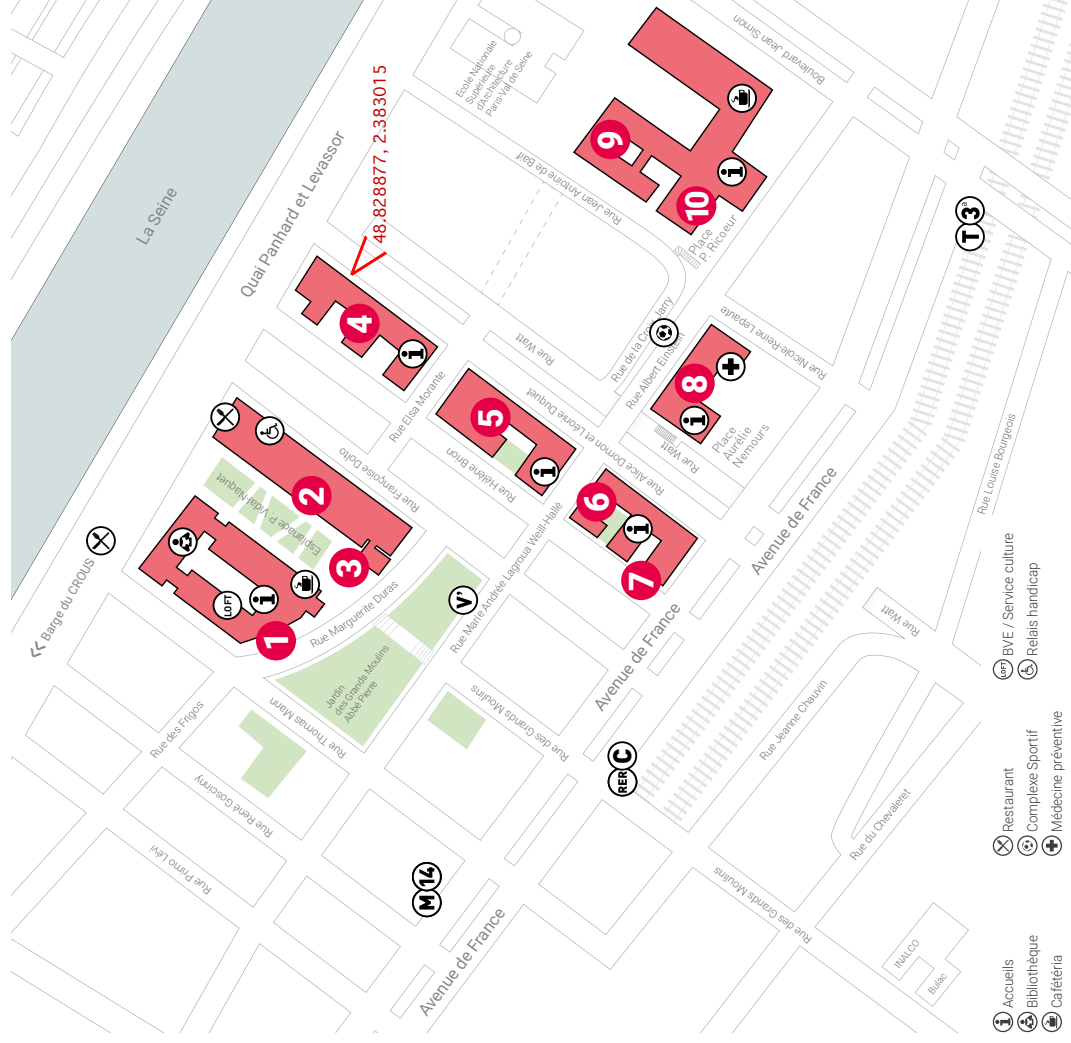 La Seine
Quai Panhard et Levassor
48.828877, 2.383015
Ecole Nationale
Supérieure
d'Architecture
Paris-Val de Seine
Boulevard Jean Simon
Rue Jean Antoine de Baïf
9
10
i
Place
P. Ricoeur
T 3a
<< Barge du CROUS
4
i
Rue Elsa Morante
Rue Watt
Rue de la Croix Jarry
Rue Albert Einstein
Rue Nicole-Reine Lepaute
8
i
Place
Aurélie
Nemours
Rue Watt
5
i
Rue Alice Domon et Léonie Duquet
Rue Hélène Brion
Rue Françoise Dolto
2
Esplanade P. Vidal-Naquet
3
LOFT
i
1
Rue Marguerite Duras
V'
Rue Marie Andrée Lagroua Weill-Hallé
6
i
7
Jardin
des Grands Moulins
Abbé Pierre
Rue Thomas Mann
Rue des Frigos
Rue René Goscinny
Rue Primo Lévi
Rue des Grands Moulins
Avenue de France
Avenue de France
Avenue de France
M 14
RER C
Rue Louise Bourgeois
Rue Watt
Rue Jeanne Chauvin
Rue du Chevaleret
Rue des Grands Moulins
INALCO
Bulac
i Accueils
Bibliothèque
Cafétéria
Restaurant
Complexe Sportif
Médecine préventive
LOFT BVE / Service culture
Relais handicap